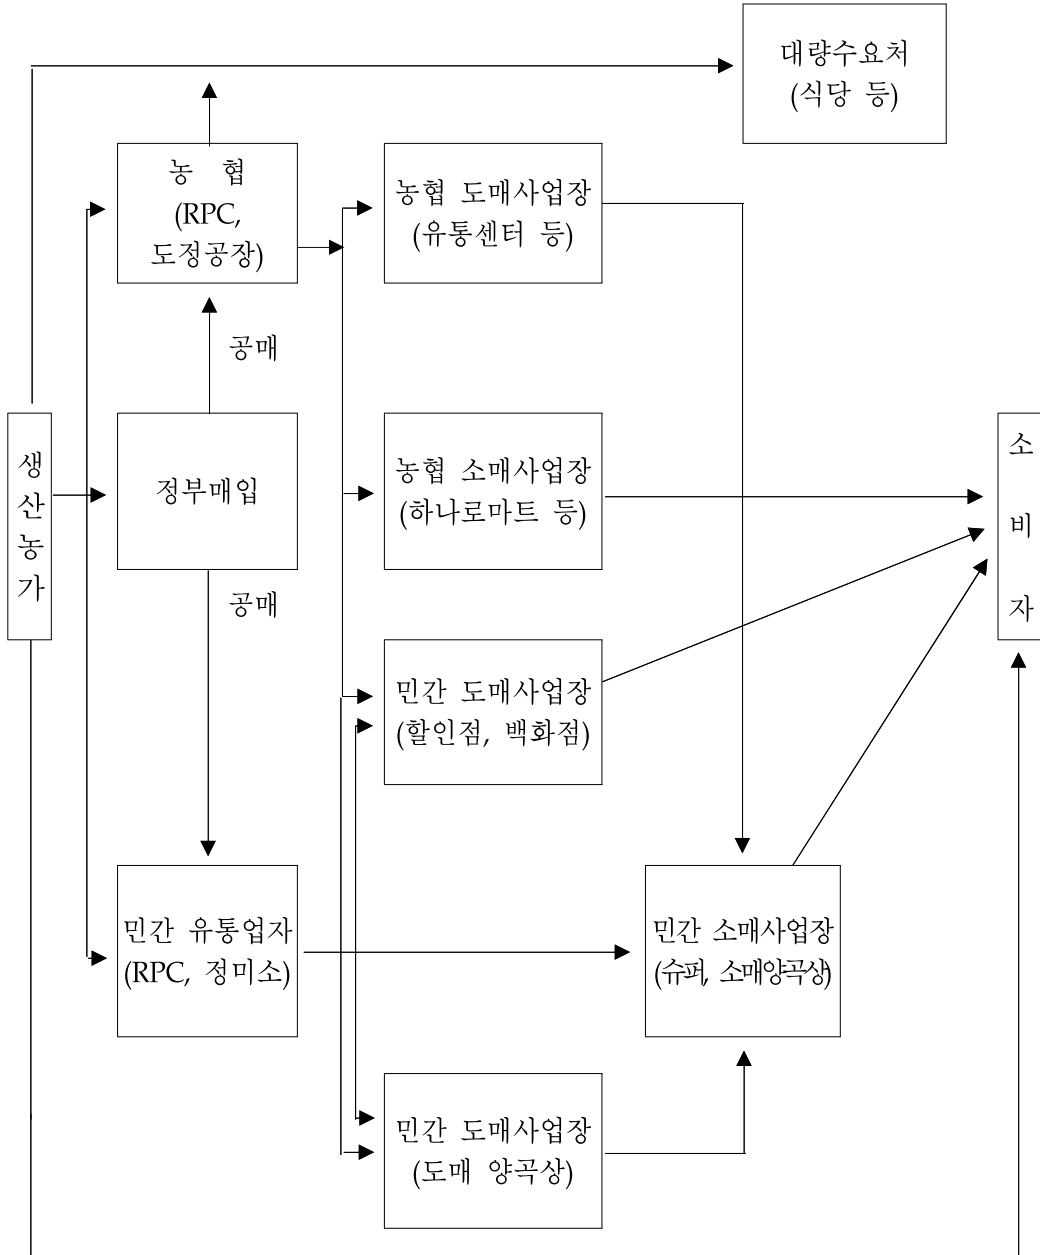 대량수요처
(식당 등)
농 협
(RPC,
도정공장)
농협 도매사업장
(유통센터 등)
공매
생
산
농
가
정부매입
농협 소매사업장
(하나로마트 등)
소
비
자
공매
민간 도매사업장
(할인점, 백화점)
민간 유통업자
(RPC, 정미소)
민간 소매사업장
(슈퍼, 소매양곡상)
민간 도매사업장
(도매 양곡상)